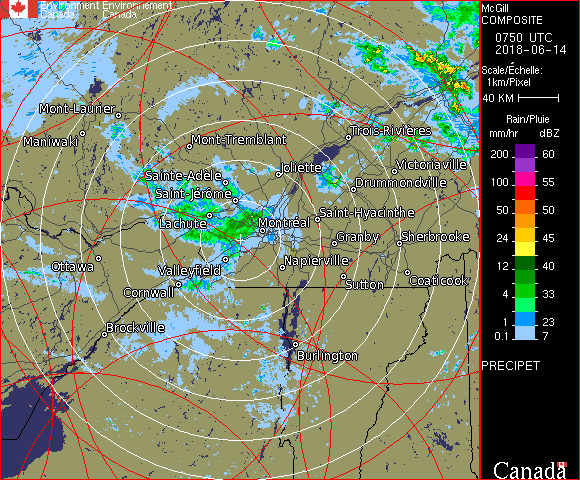 Environment Environnement
Canada Canada
McGill
COMPOSITE
0750 UTC
2018-06-14
Scale/Échelle:
1km/Pixel
40 KM
Rain/Pluie
mm/hr dBZ
200 60
100 55
50 50
24 45
12 40
4 33
1 23
0.1 7
PRECIPET
Canada
Mont-Laurier
Maniwaki
Mont-Tremblant
Trois-Rivières
Sainte-Adèle
Joliette
Victoriaville
Saint-Jérôme
Drummondville
Lachute
Montréal
Saint-Hyacinthe
Granby
Sherbrooke
Ottawa
Valleyfield
Napierville
Cornwall
Sutton
Coaticook
Brockville
Burlington